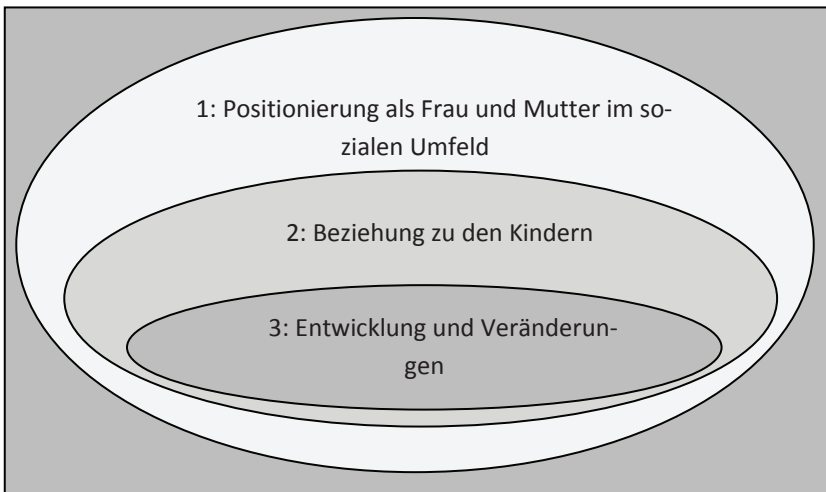 1: Positionierung als Frau und Mutter im so-
zialen Umfeld
2: Beziehung zu den Kindern
3: Entwicklung und Veränderun-
gen